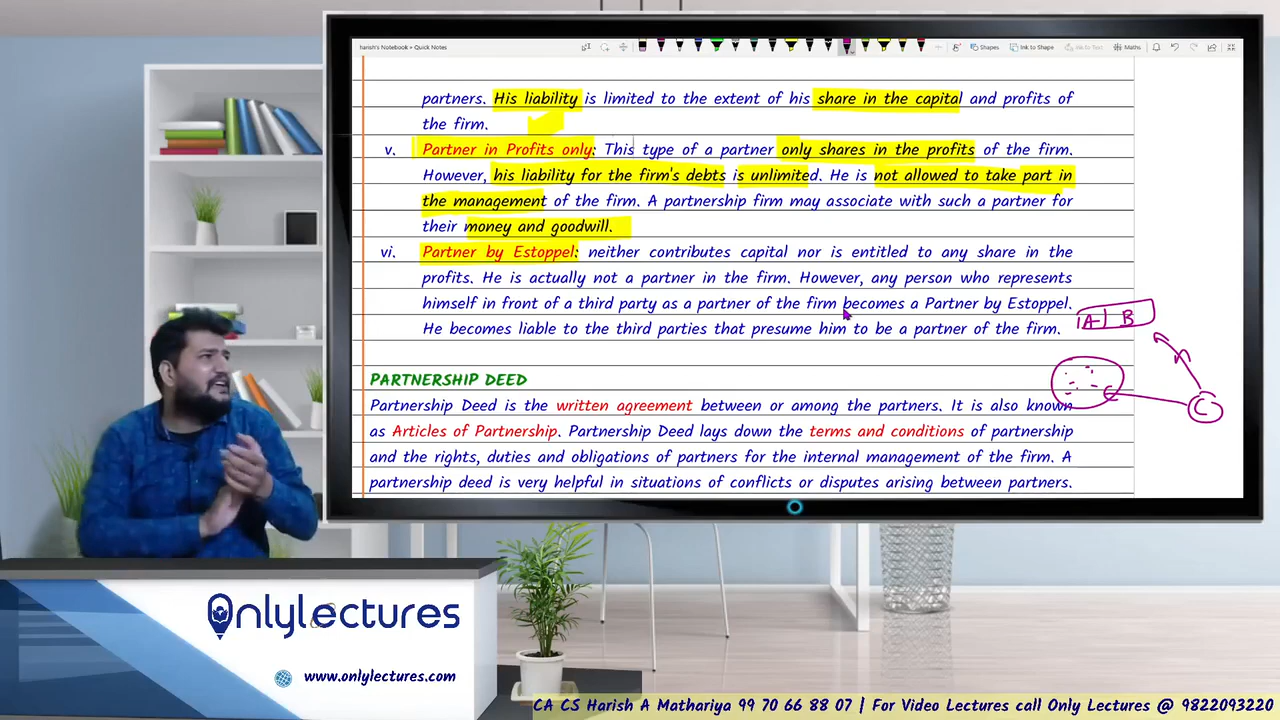 harish's Notebook > Quick Notes
Shapes
Ink to Shape
Ink to Text
Maths
partners. His liability is limited to the extent of his share in the capital and profits of
the firm.
v. Partner in Profits only: This type of a partner only shares in the profits of the firm.
However, his liability for the firm's debts is unlimited. He is not allowed to take part in
the management of the firm. A partnership firm may associate with such a partner for
their money and goodwill.
vi. Partner by Estoppel: neither contributes capital nor is entitled to any share in the
profits. He is actually not a partner in the firm. However, any person who represents
himself in front of a third party as a partner of the firm becomes a Partner by Estoppel.
He becomes liable to the third parties that presume him to be a partner of the firm.
A B
C
PARTNERSHIP DEED
Partnership Deed is the written agreement between or among the partners. It is also known
as Articles of Partnership. Partnership Deed lays down the terms and conditions of partnership
and the rights, duties and obligations of partners for the internal management of the firm. A
partnership deed is very helpful in situations of conflicts or disputes arising between partners.
Onlylectures
www.onlylectures.com
CA CS Harish A Mathariya 99 70 66 88 07 | For Video Lectures call Only Lectures @ 9822093220